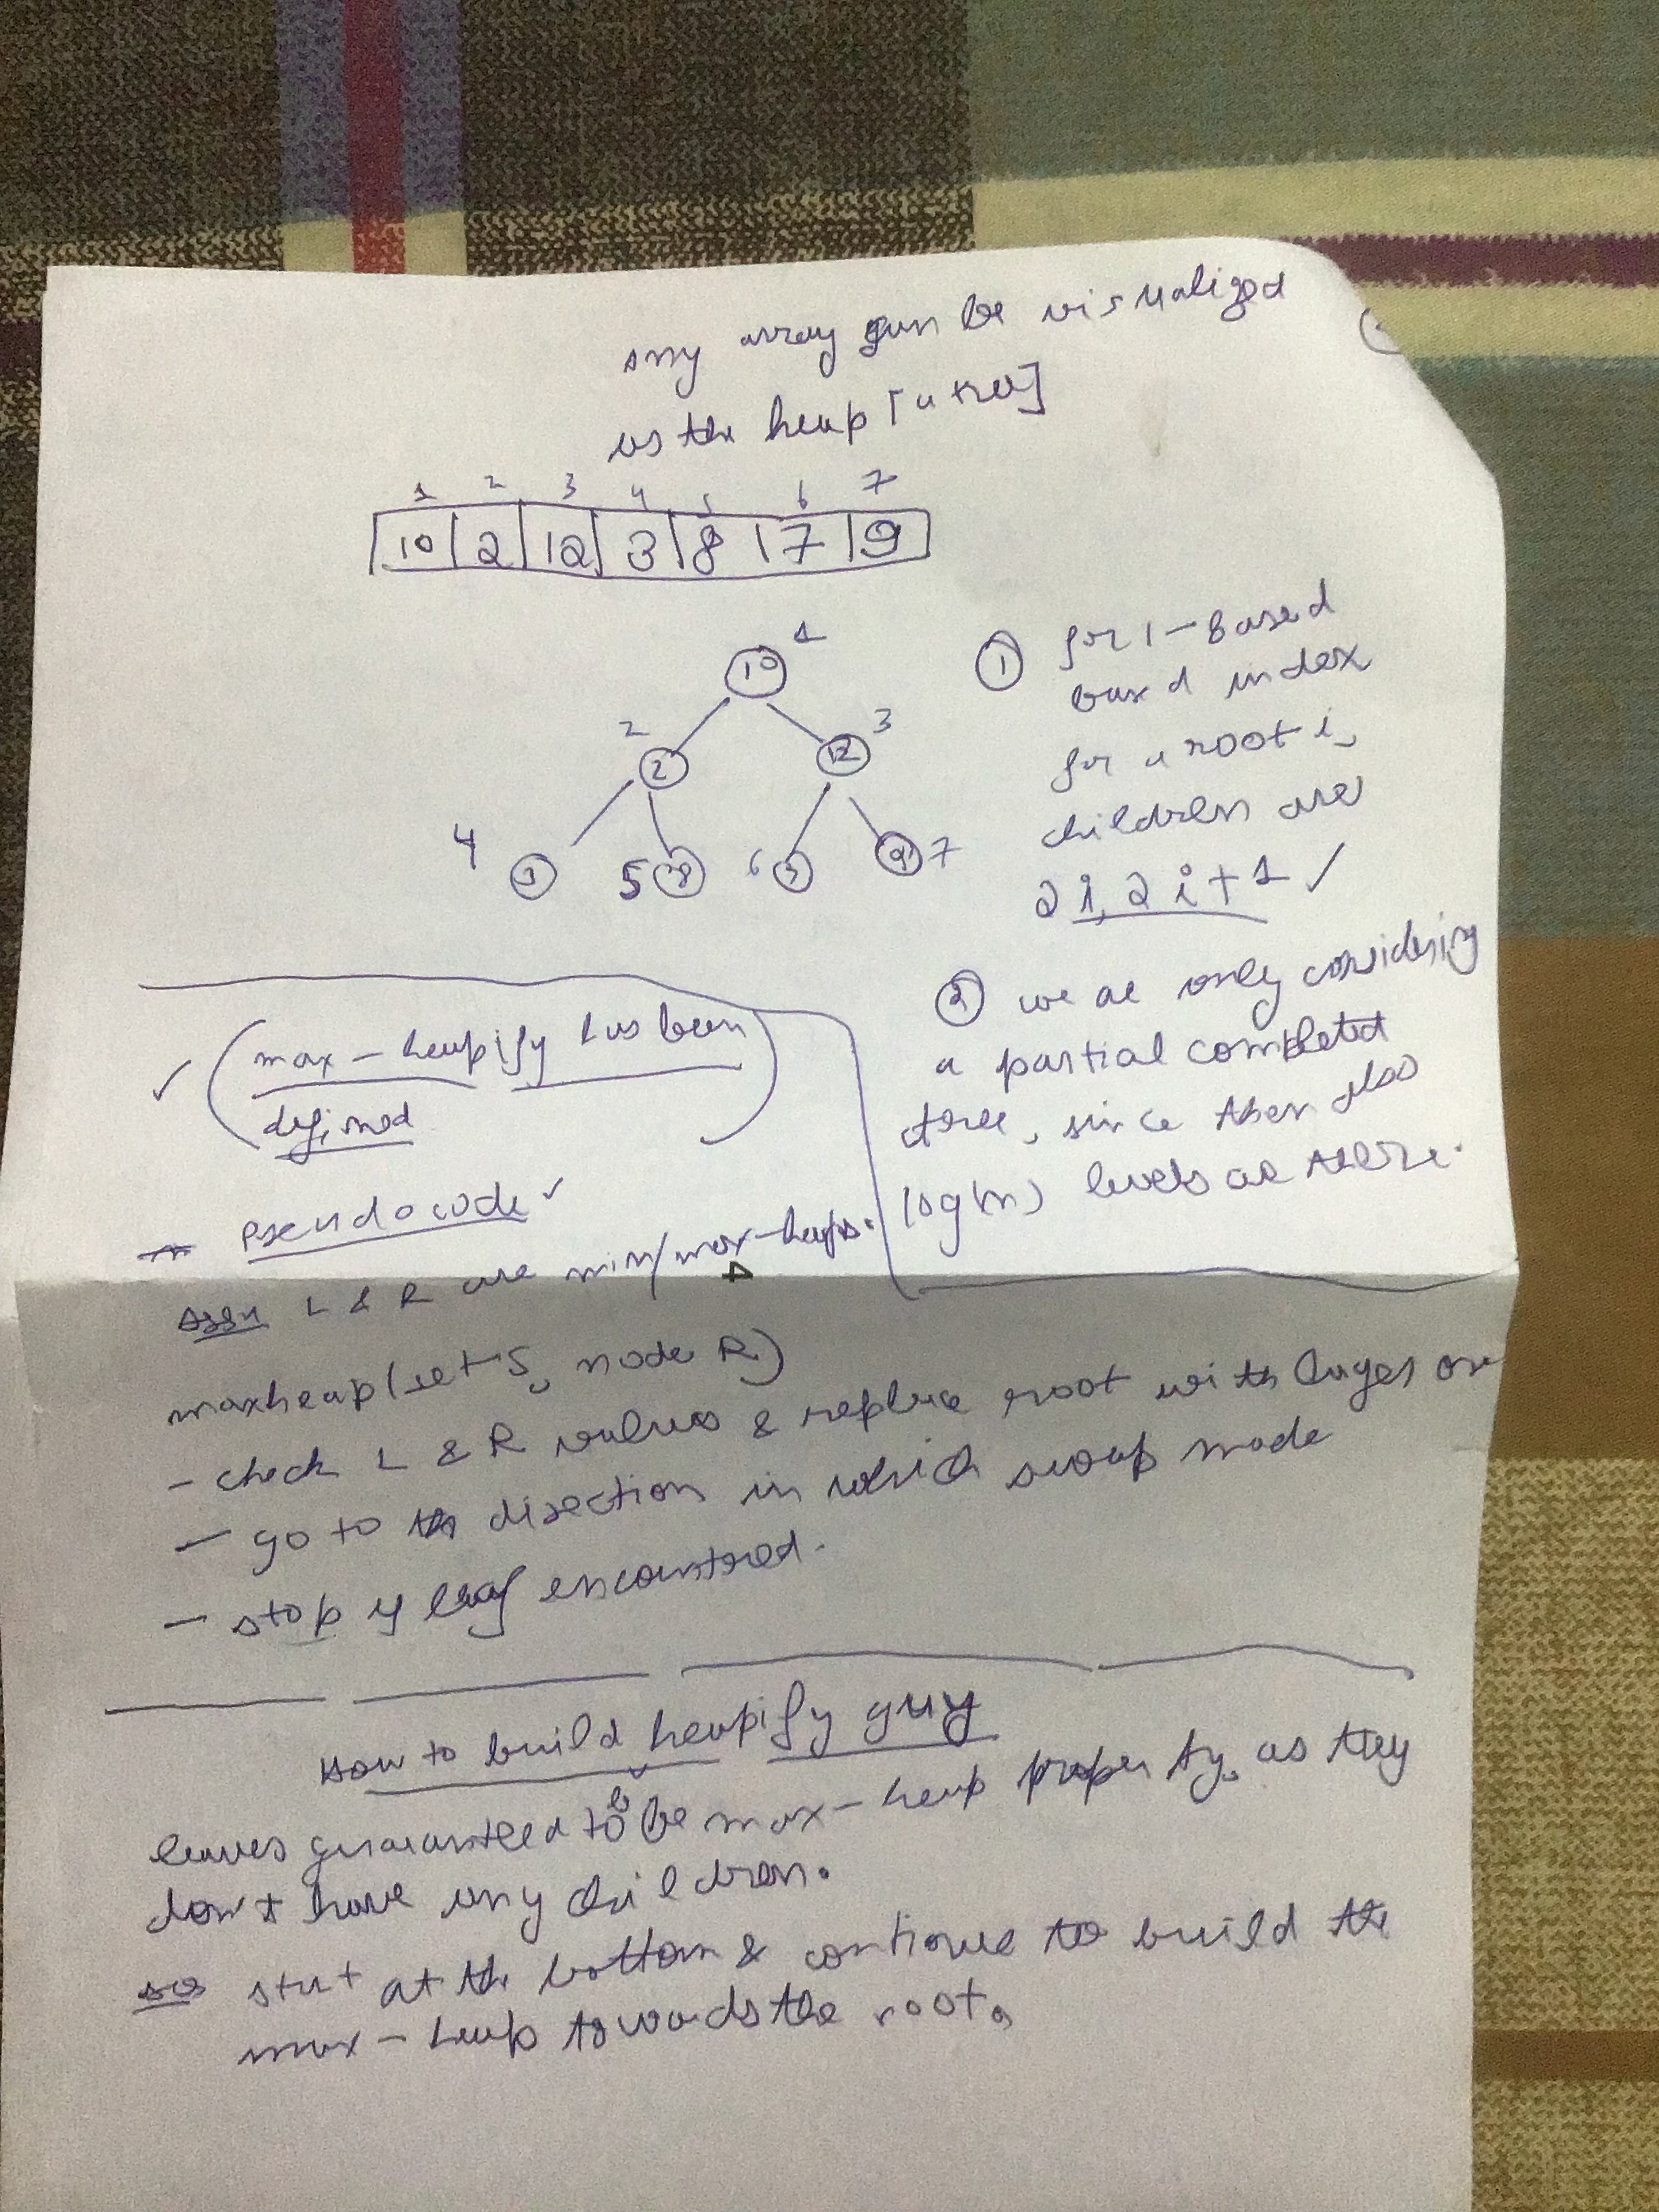 any array can be visualized
as the heap [a tree]
1 2 3 4 5 6 7
10 2 12 3 8 7 9
10 1
2 2 12 3
4 3 5 8 6 7 9 7
① for 1-Based
based index
for a root i,
children are
2i, 2i+1 ✓
② we are only considering
a partial completed
tree, since then also
log(n) levels are there.
✓ (max-heapify has been
defined)
Pseudocode ✓
Assu L & R are min/max-heaps.
maxheap(set S, node R)
- check L & R values & replace root with larger one
- go to the direction in which swap made
- stop if leaf encountered.
How to build heapify guy
leaves guaranteed to be max-heap property, as they
don't have any children.
so start at the bottom & continue to build the
max-heap towards the root.